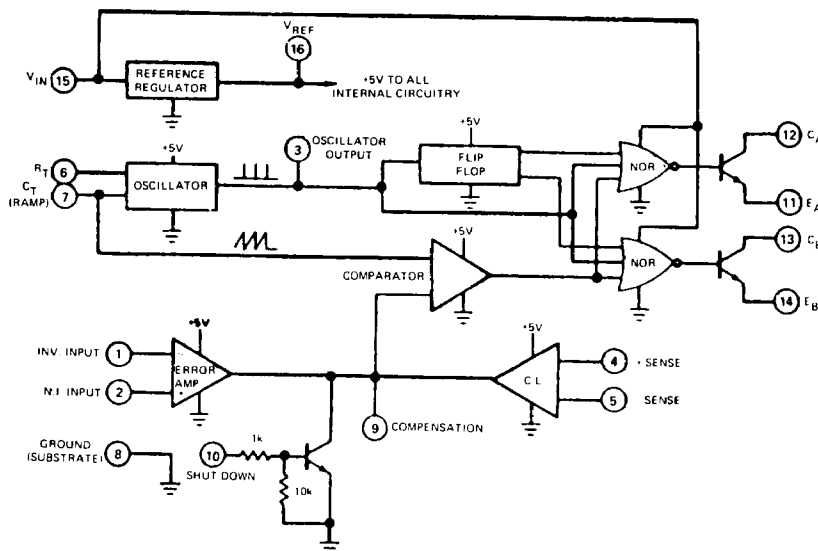 VREF
16
VIN 15
REFERENCE
REGULATOR
+5V TO ALL
INTERNAL CIRCUITRY
+5V
3 OSCILLATOR
OUTPUT
+5V
12
RT 6
OSCILLATOR
FLIP
FLOP
NOR
CT 7
(RAMP)
11 EA
+5V
13
COMPARATOR
NOR
14 EB
+5V
+5V
INV. INPUT 1
4 + SENSE
ERROR
AMP
C.L.
N.I. INPUT 2
5 SENSE
9 COMPENSATION
GROUND 8
(SUBSTRATE)
10 1k
SHUT DOWN
10k